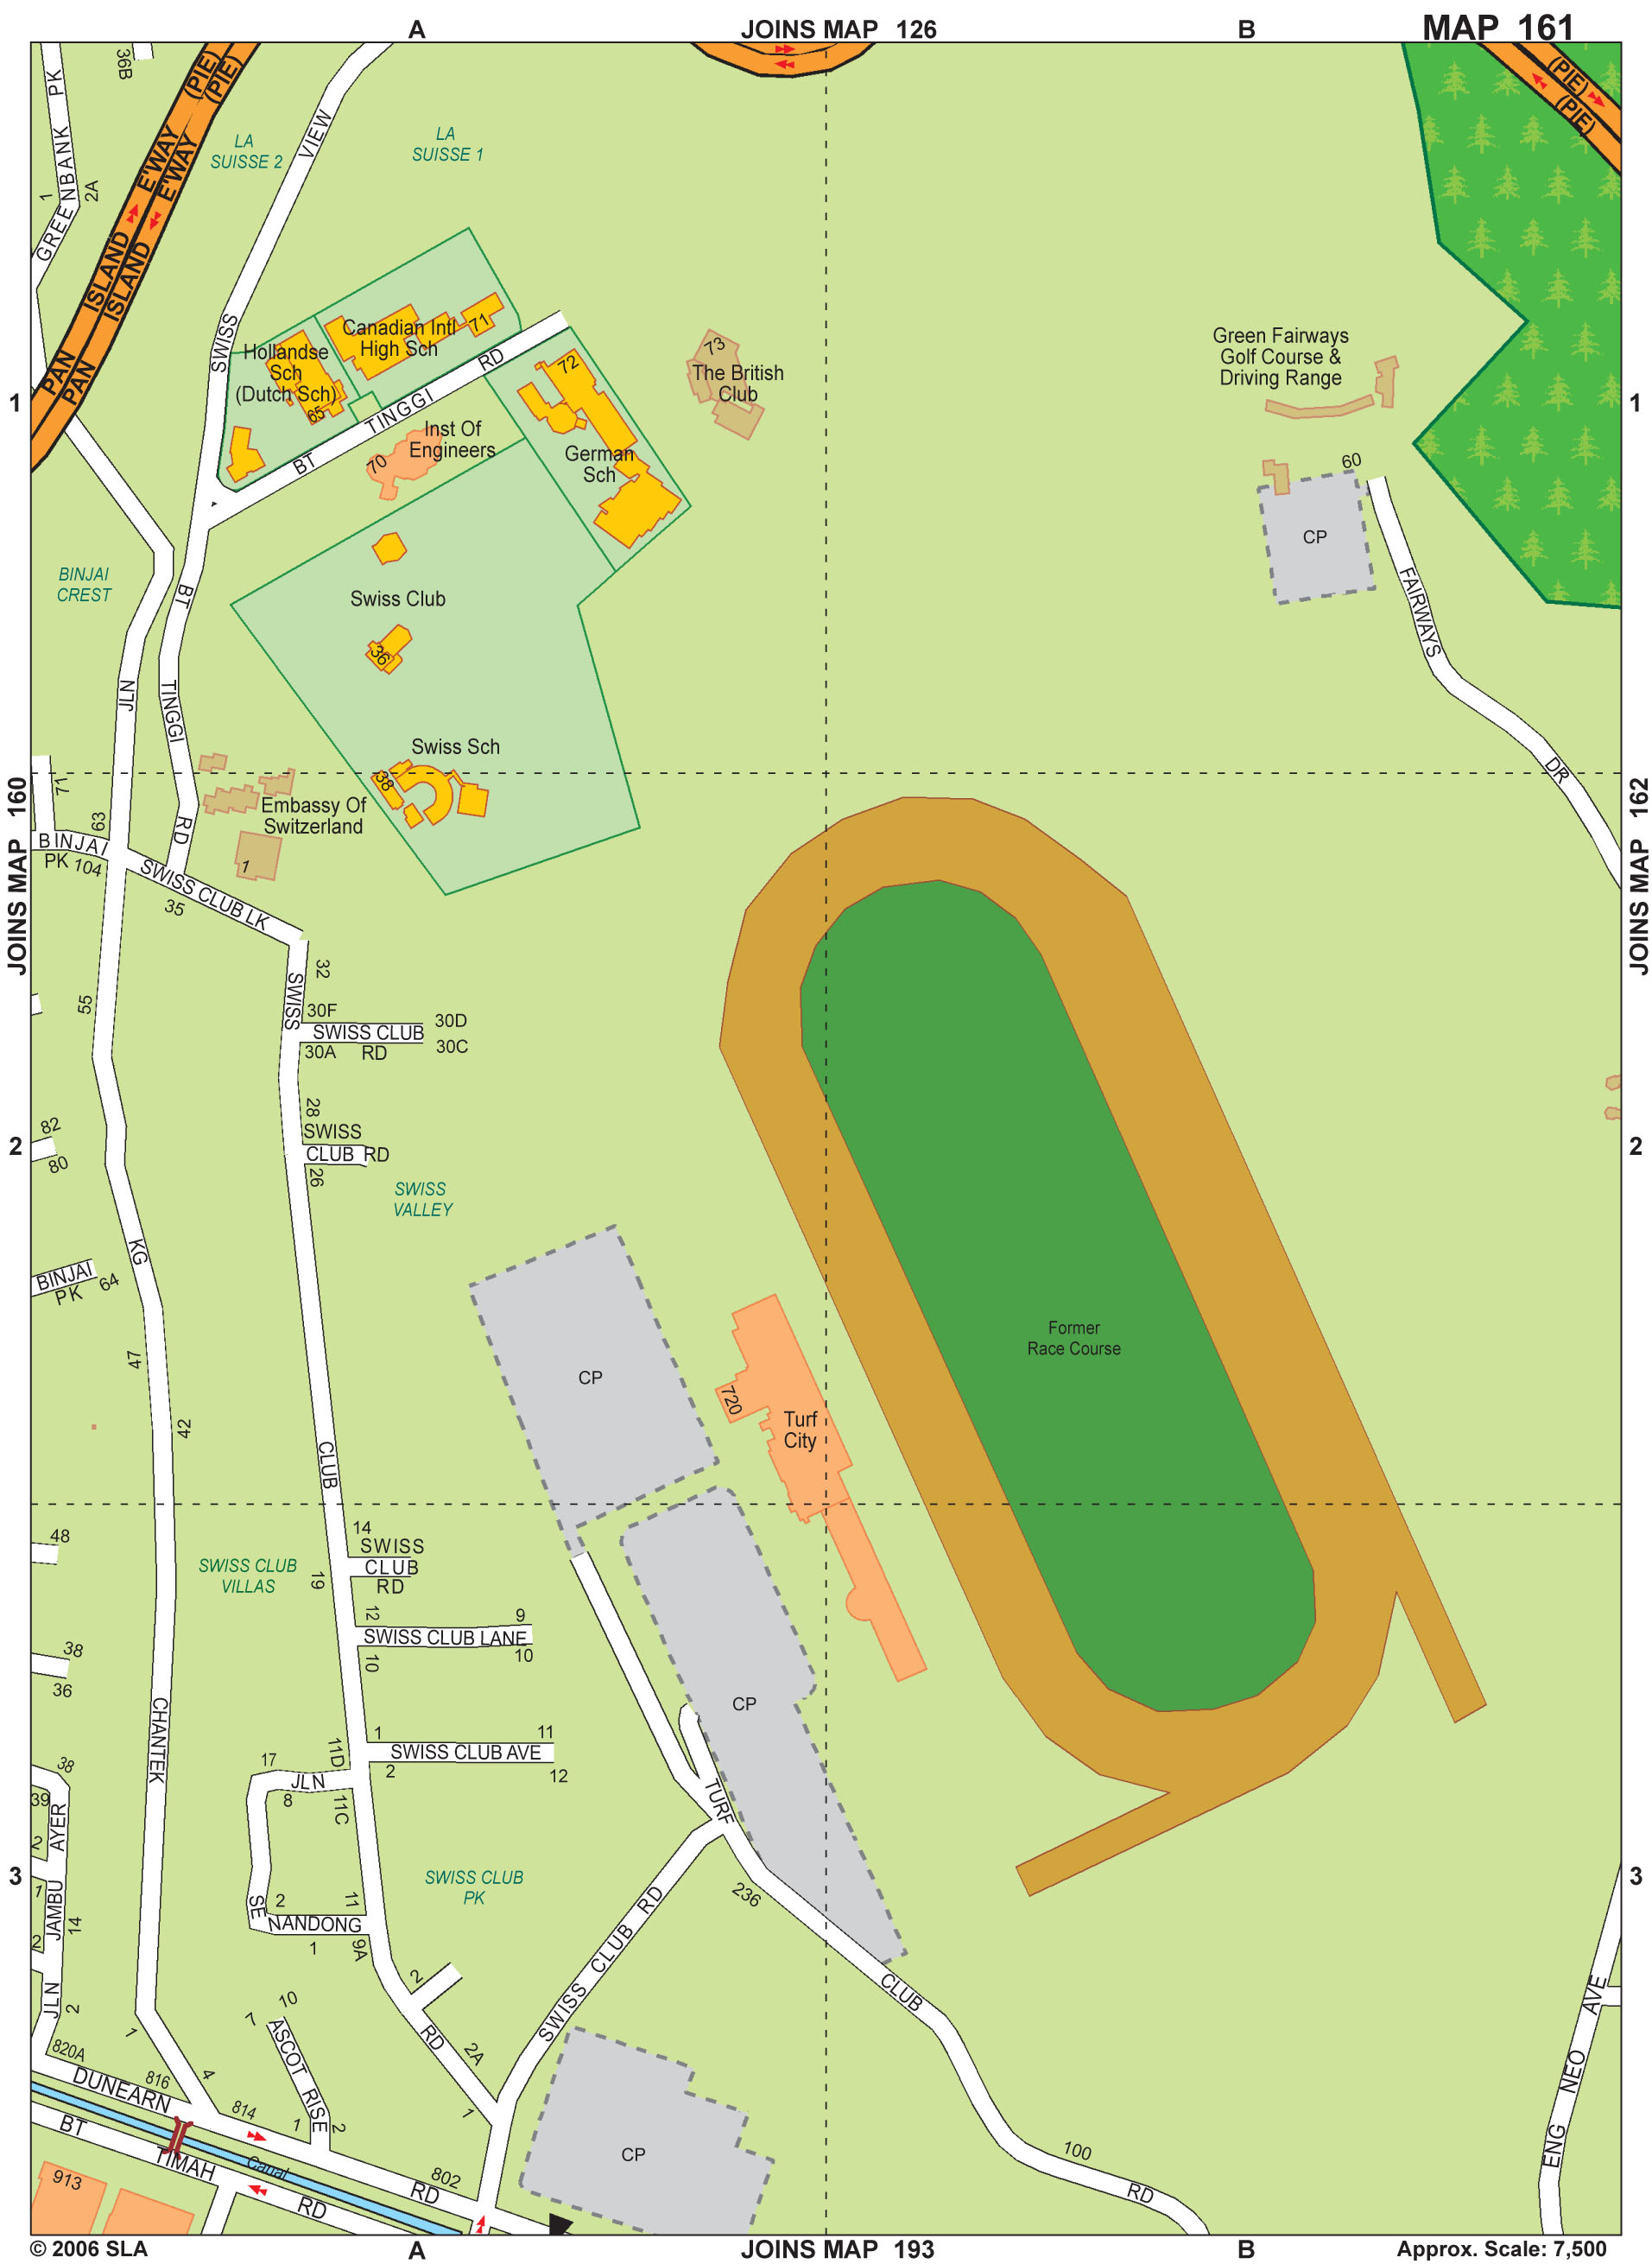 A
JOINS MAP 126
B
MAP 161
36B
GREENBANK PK
1
2A
PAN ISLAND E'WAY (PIE)
PAN ISLAND E'WAY (PIE)
(PIE)
(PIE)
LA
SUISSE 2
LA
SUISSE 1
SWISS VIEW
Canadian Intl
High Sch
71
Hollandse
Sch
(Dutch Sch)
65
BT TINGGI RD
72
73
The British
Club
Green Fairways
Golf Course &
Driving Range
1
1
Inst Of
Engineers
70
German
Sch
60
CP
FAIRWAYS DR
BINJAI
CREST
Swiss Club
36
BT TINGGI RD
JLN KG CHANTEK
Swiss Sch
38
71
63
Embassy Of
Switzerland
1
JOINS MAP 160
JOINS MAP 162
BINJAI
PK
104
SWISS CLUB LK
35
32
SWISS CLUB RD
55
30F
30D
SWISS CLUB
RD
30A
30C
28
SWISS
CLUB RD
26
82
80
2
2
SWISS
VALLEY
BINJAI
PK
64
47
42
CP
720
Turf
City
Former
Race Course
48
14
SWISS
CLUB
RD
SWISS CLUB
VILLAS
19
12
9
SWISS CLUB LANE
10
10
38
36
CP
1
11
SWISS CLUB AVE
2
12
11D
17
JLN
8
11C
38
39
2
JLN JAMBU AYER
1
14
2
2
3
3
SWISS CLUB
PK
2
11
SE
NANDONG
1
9A
2
2A
1
TURF CLUB RD
236
SWISS CLUB RD
10
7
ASCOT RISE
1
2
1
4
820A
816
814
802
DUNEARN RD
BT TIMAH RD
Canal
913
CP
100
ENG NEO AVE
© 2006 SLA
A
JOINS MAP 193
B
Approx. Scale: 7,500